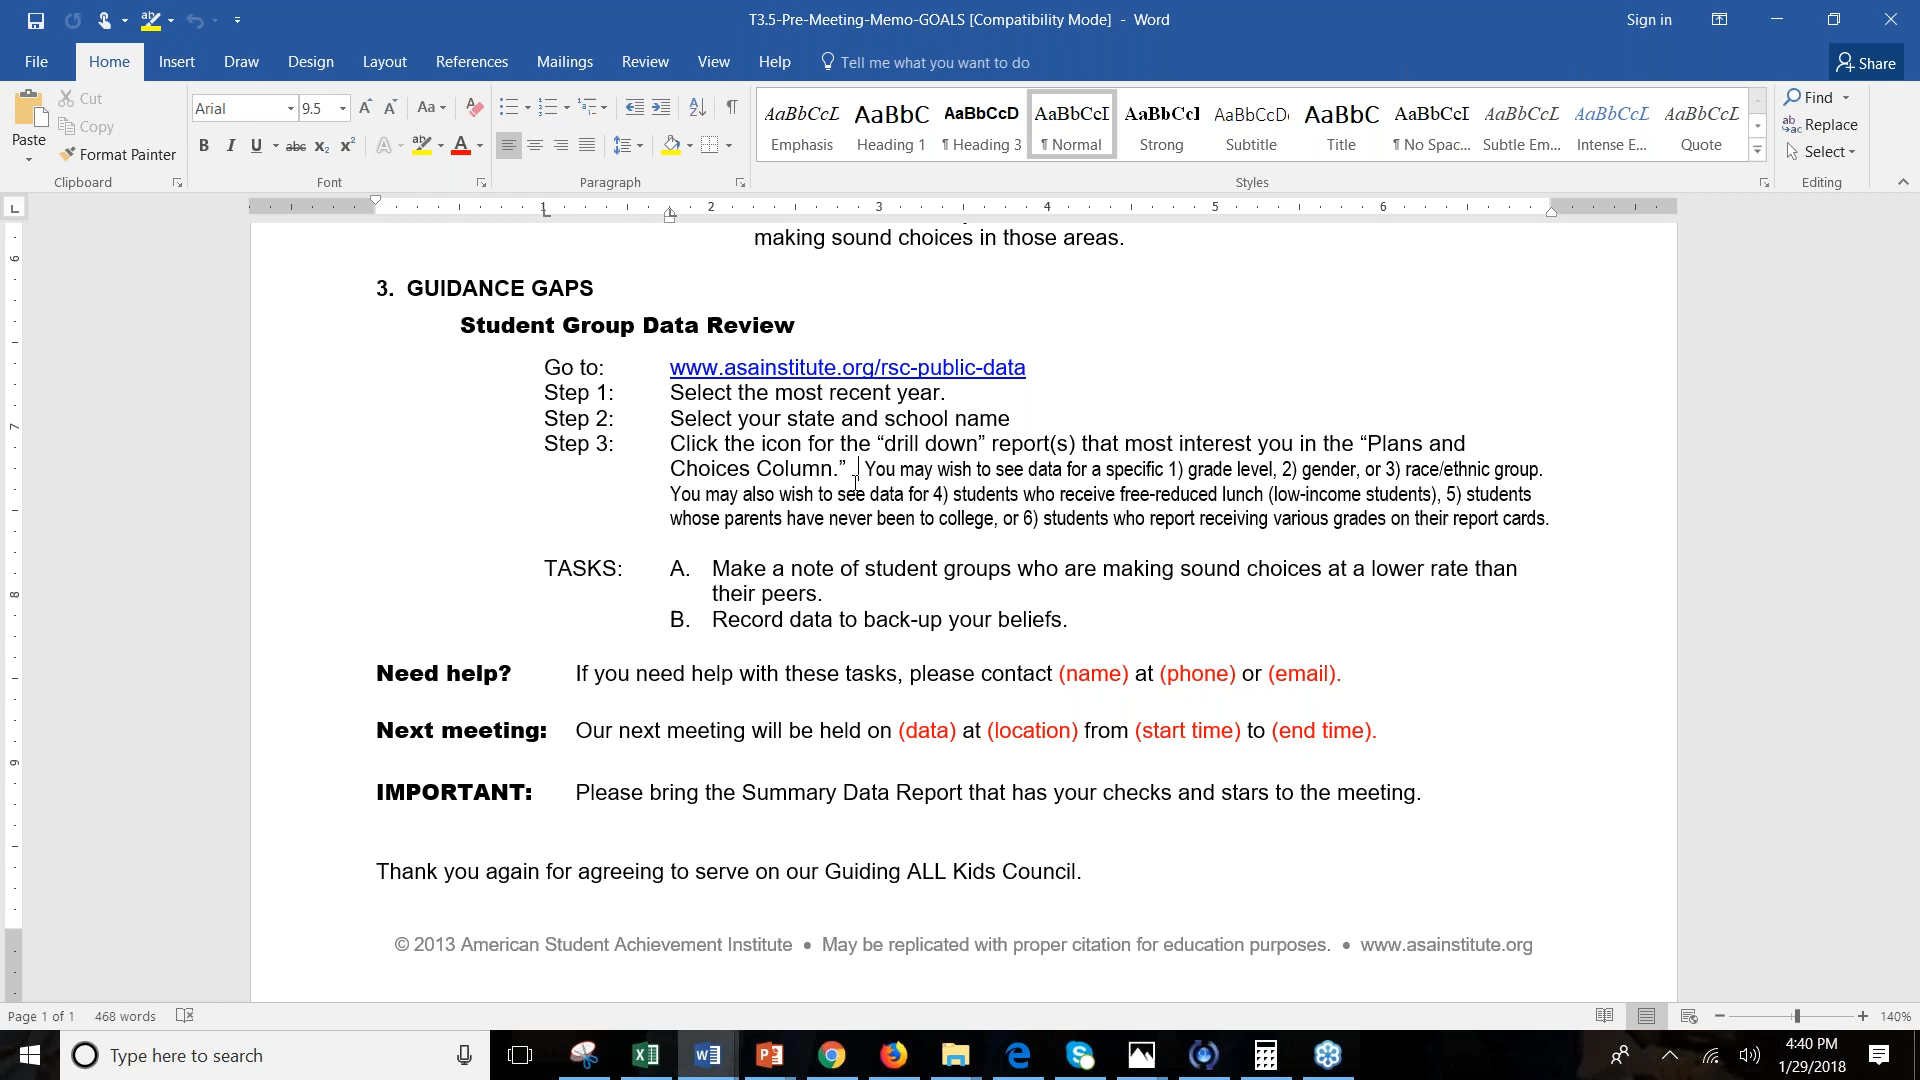 T3.5-Pre-Meeting-Memo-GOALS [Compatibility Mode] - Word
Sign in
File Home Insert Draw Design Layout References Mailings Review View Help Tell me what you want to do
Share
Cut
Copy
Format Painter
Paste
Clipboard
Arial 9.5
Font
Paragraph
AaBbCcL AaBbC AaBbCcD AaBbCcI AaBbCcI AaBbCcD AaBbC AaBbCcI AaBbCcL AaBbCcL AaBbCcL
Emphasis Heading 1 ¶ Heading 3 ¶ Normal Strong Subtitle Title ¶ No Spac... Subtle Em... Intense E... Quote
Styles
Find
Replace
Select
Editing
1 2 3 4 5 6
6
7
8
9
making sound choices in those areas.
3. GUIDANCE GAPS
Student Group Data Review
Go to: www.asainstitute.org/rsc-public-data
Step 1: Select the most recent year.
Step 2: Select your state and school name
Step 3: Click the icon for the “drill down” report(s) that most interest you in the “Plans and
Choices Column.” You may wish to see data for a specific 1) grade level, 2) gender, or 3) race/ethnic group.
You may also wish to see data for 4) students who receive free-reduced lunch (low-income students), 5) students
whose parents have never been to college, or 6) students who report receiving various grades on their report cards.
TASKS: A. Make a note of student groups who are making sound choices at a lower rate than
their peers.
B. Record data to back-up your beliefs.
Need help? If you need help with these tasks, please contact (name) at (phone) or (email).
Next meeting: Our next meeting will be held on (data) at (location) from (start time) to (end time).
IMPORTANT: Please bring the Summary Data Report that has your checks and stars to the meeting.
Thank you again for agreeing to serve on our Guiding ALL Kids Council.
© 2013 American Student Achievement Institute • May be replicated with proper citation for education purposes. • www.asainstitute.org
Page 1 of 1 468 words
140%
Type here to search
4:40 PM
1/29/2018